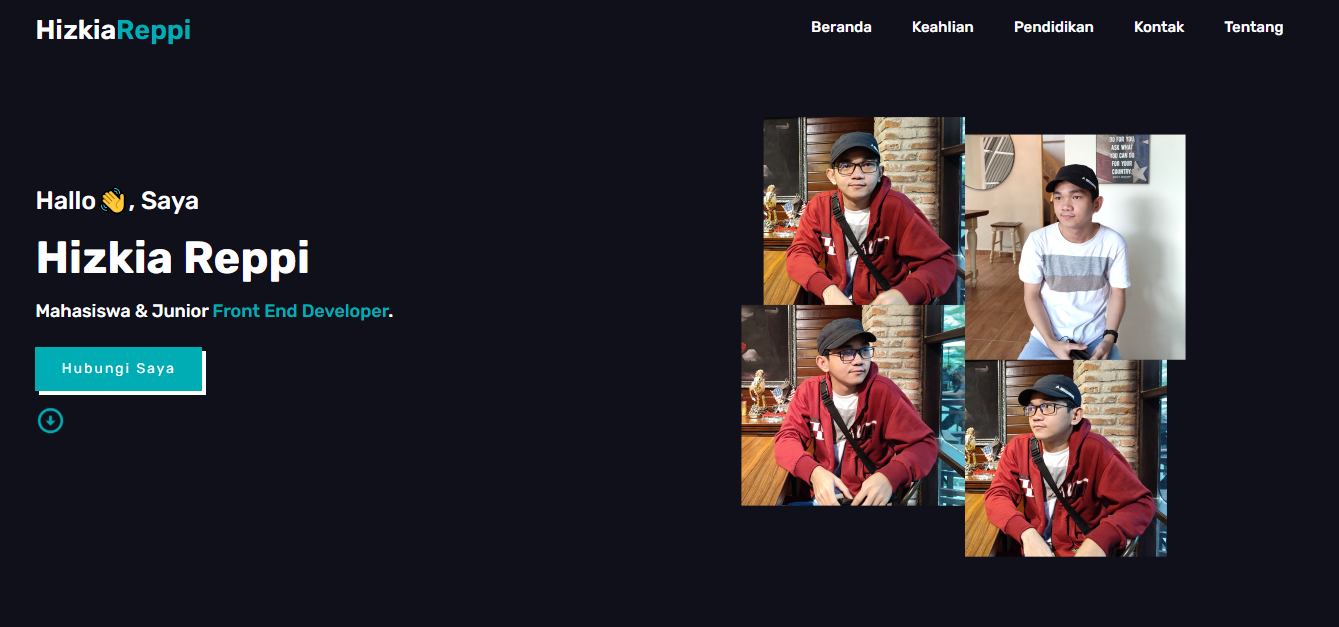 HizkiaReppi
Beranda Keahlian Pendidikan Kontak Tentang
Hallo 👋, Saya
Hizkia Reppi
Mahasiswa & Junior Front End Developer.
Hubungi Saya
DO FOR YOU
ASK WHAT
YOU CAN DO
FOR YOUR
COUNTRY